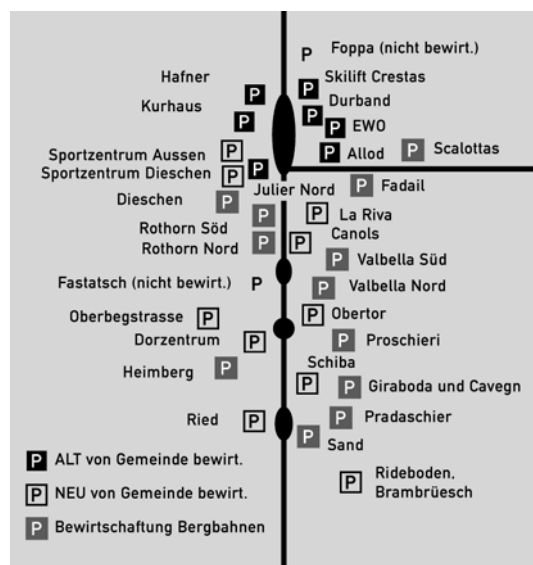 P Foppa (nicht bewirt.)
Hafner P
P Skilift Crestas
Kurhaus P
P Durband
P EWO
Sportzentrum Aussen P
P Allod
P Scalottas
Sportzentrum Dieschen P
P Julier Nord
P Fadail
Dieschen P
Rothorn Süd P
P La Riva
Rothorn Nord P
P Canols
P Valbella Süd
Fastatsch (nicht bewirt.) P
P Valbella Nord
Oberbegstrasse P
P Obertor
Dorzentrum P
P Proschieri
Heimberg P
Schiba P
P Giraboda und Cavegn
Ried P
P Pradaschier
P Sand
P ALT von Gemeinde bewirt.
P NEU von Gemeinde bewirt.
P Bewirtschaftung Bergbahnen
P Rideboden,
Brambrüesch